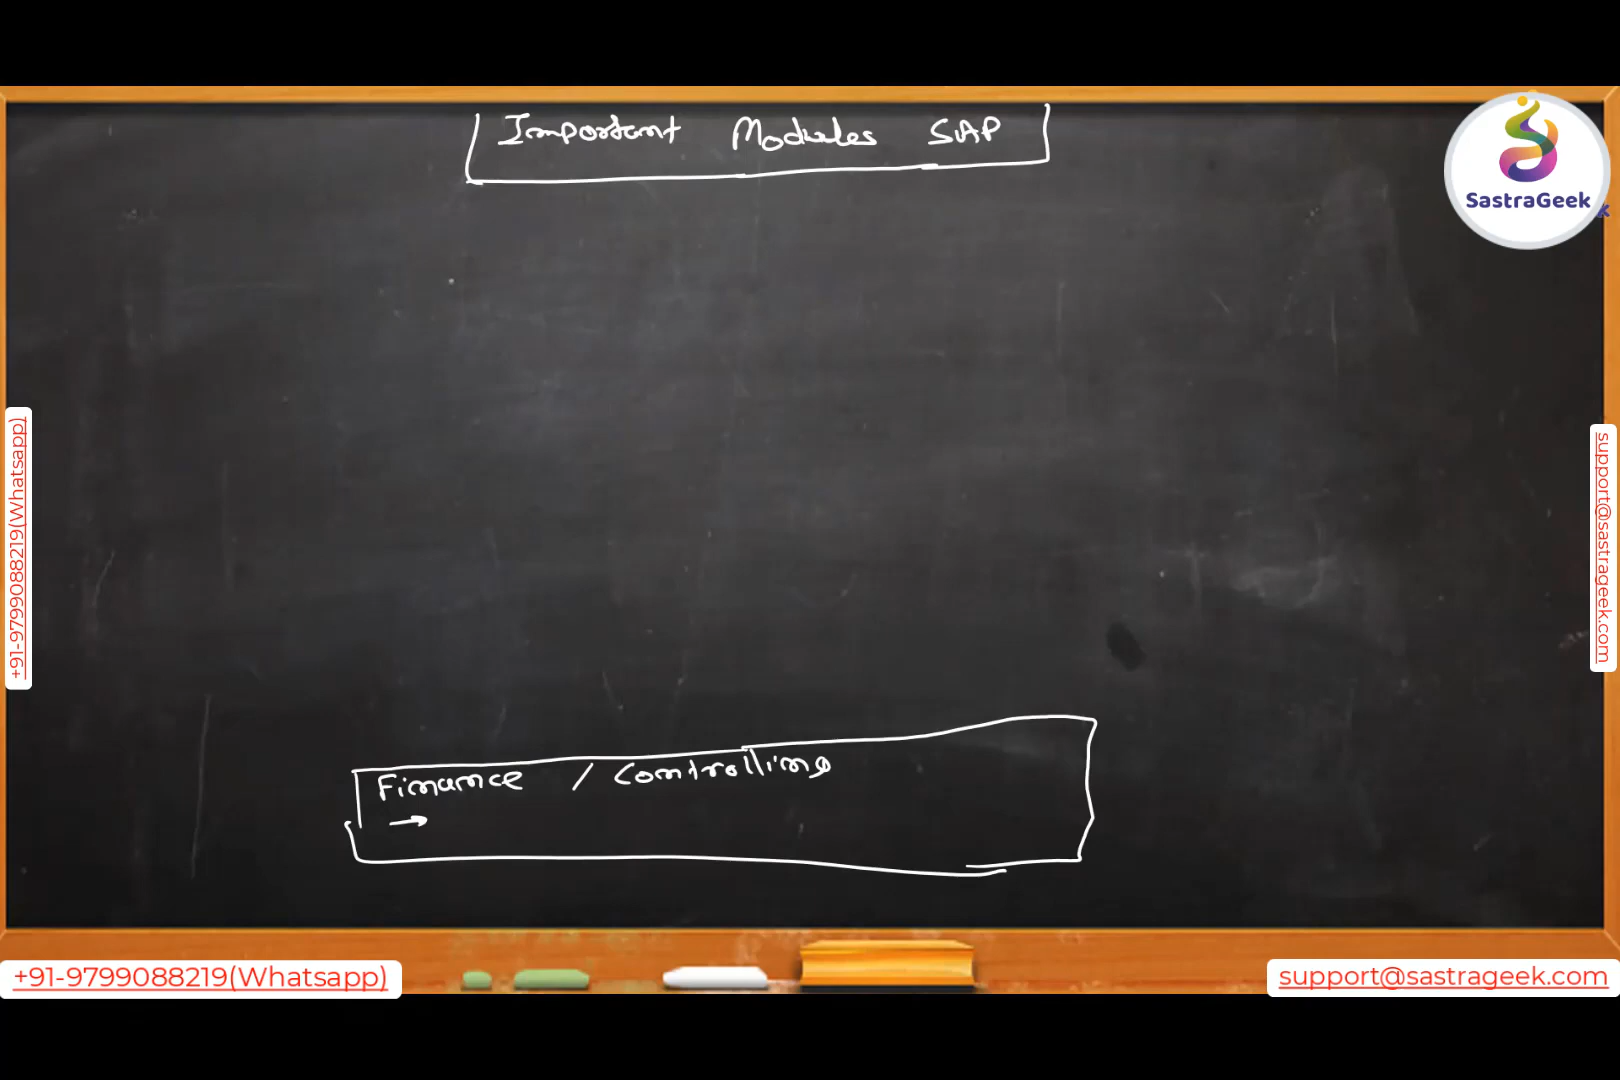 Important Modules SAP
SastraGeek
+91-9799088219(Whatsapp)
support@sastrageek.com
Finance / Controlling
→
+91-9799088219(Whatsapp)
support@sastrageek.com